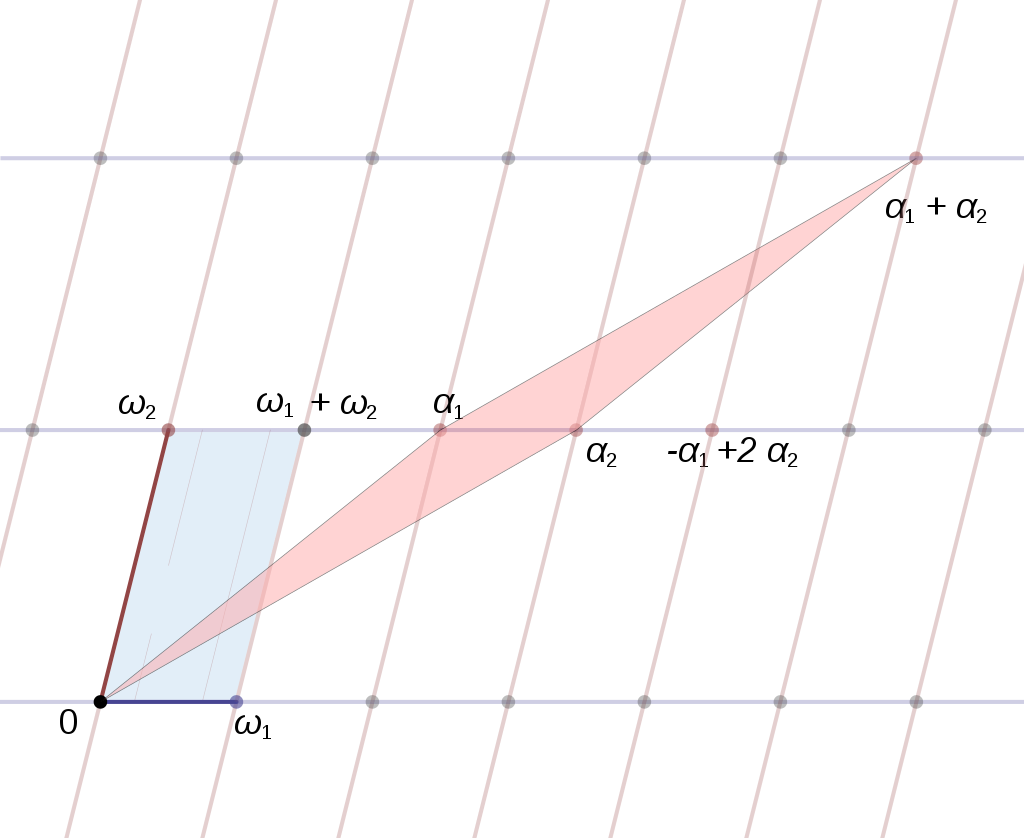 α₁ + α₂
ω₂
ω₁ + ω₂
α₁
α₂
-α₁ +2 α₂
0
ω₁